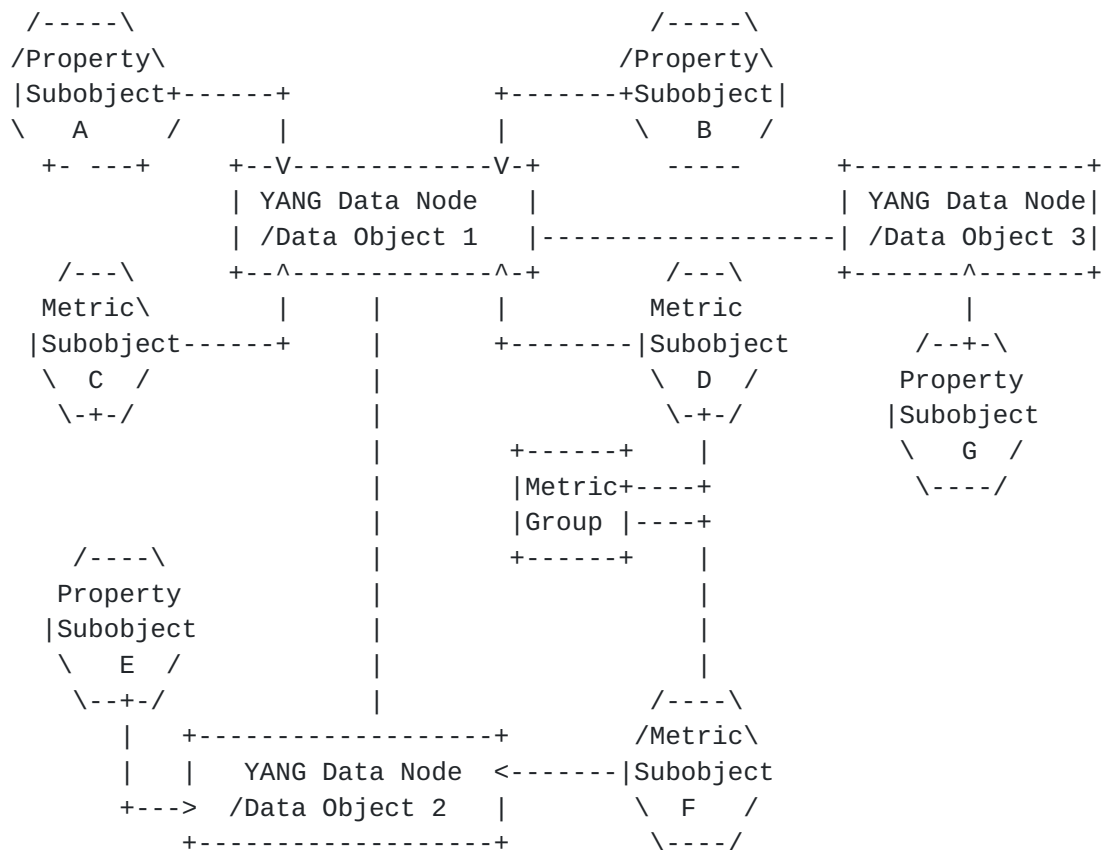 /-----\                                  /-----\
/Property\                              /Property\
|Subobject+------+             +-------+Subobject|
\   A     /      |             |        \   B   /
  +- ---+     +--V-------------V-+        -----      +---------------+
              | YANG Data Node   |                   | YANG Data Node|
              | /Data Object 1   |-------------------| /Data Object 3|
   /---\      +--^-------------^-+        /---\      +-------^-------+
  Metric\        |     |       |         Metric              |
 |Subobject------+     |       +--------|Subobject        /--+-\
  \  C  /              |                 \  D  /         Property
   \-+-/               |                  \-+-/         |Subobject
                       |        +------+    |            \   G  /
                       |        |Metric+----+             \----/
                       |        |Group |----+
    /----\             |        +------+    |
   Property            |                    |
  |Subobject           |                    |
   \   E  /            |                    |
    \--+-/             |                 /----\
       |   +-------------------+        /Metric\
       |   |   YANG Data Node  <-------|Subobject
       +--->  /Data Object 2   |        \  F   /
           +-------------------+         \----/